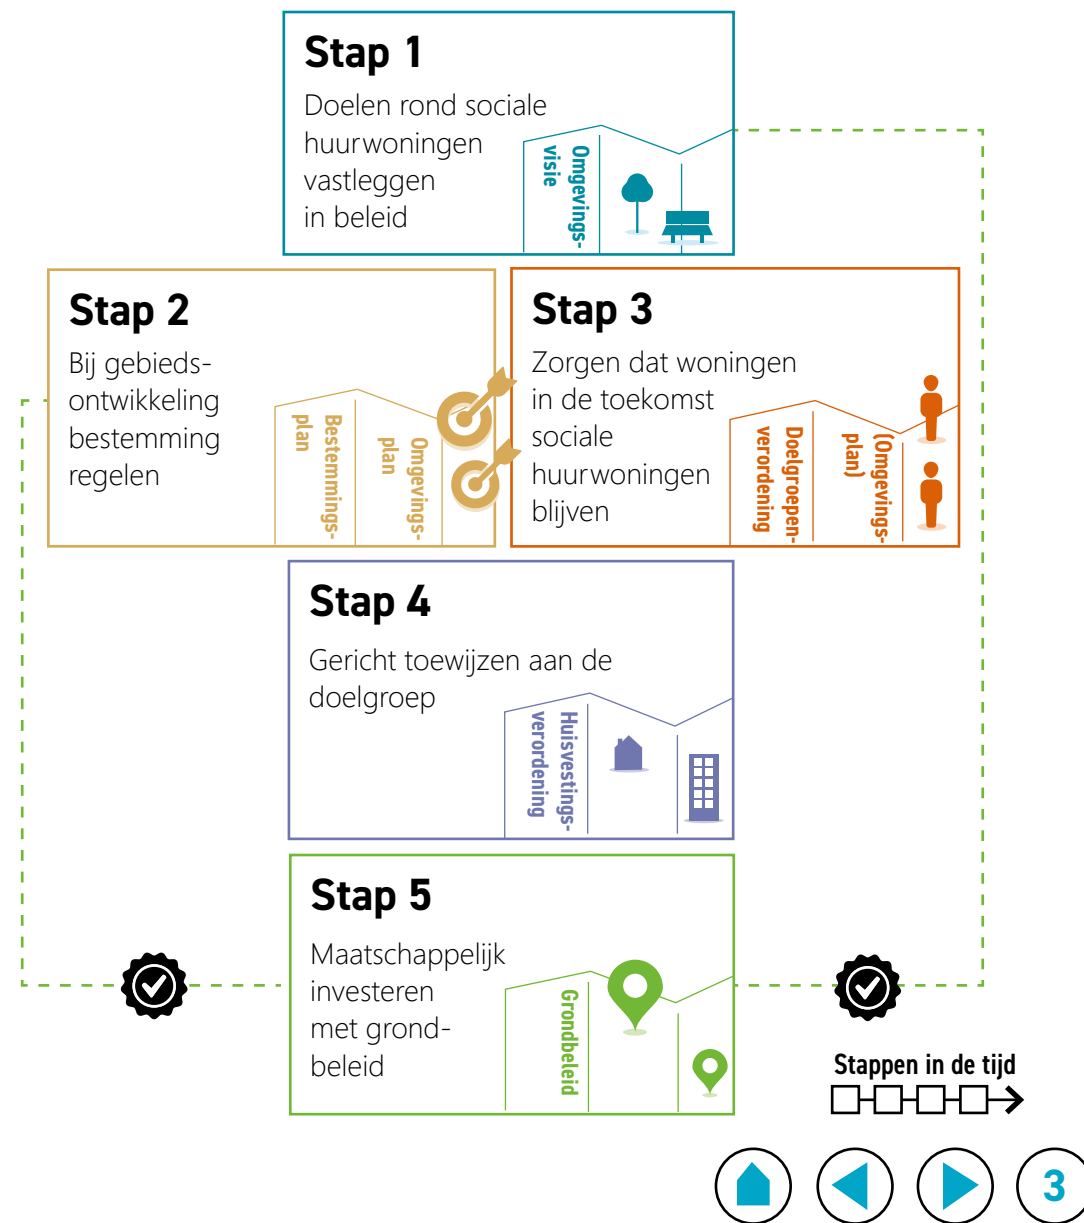 Stap 1
Doelen rond sociale
huurwoningen
vastleggen
in beleid
Omgevings-
visie
Stap 2
Bij gebieds-
ontwikkeling
bestemming
regelen
Bestemmings-
plan
Omgevings-
plan
Stap 3
Zorgen dat woningen
in de toekomst
sociale
huurwoningen
blijven
Doelgroepen-
verordening
(Omgevings-
plan)
Stap 4
Gericht toewijzen aan de
doelgroep
Huisvestings-
verordening
Stap 5
Maatschappelijk
investeren
met grond-
beleid
Grondbeleid
Stappen in de tijd
3